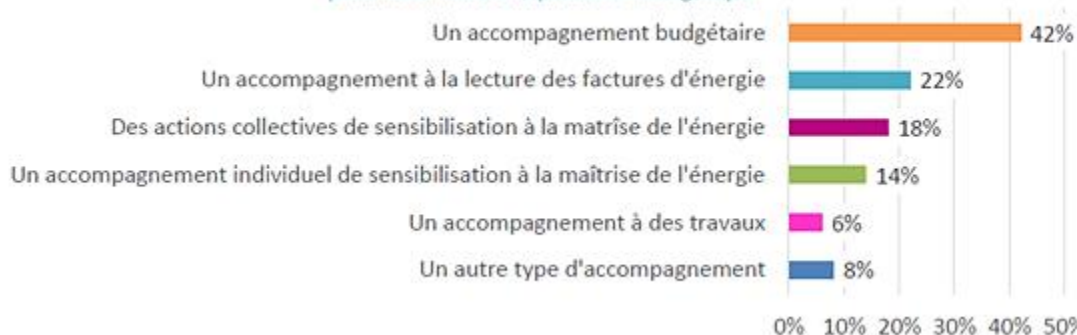 Un accompagnement budgétaire 42%
Un accompagnement à la lecture des factures d'énergie 22%
Des actions collectives de sensibilisation à la matrîse de l'énergie 18%
Un accompagnement individuel de sensibilisation à la maîtrise de l'énergie 14%
Un accompagnement à des travaux 6%
Un autre type d'accompagnement 8%
0% 10% 20% 30% 40% 50%